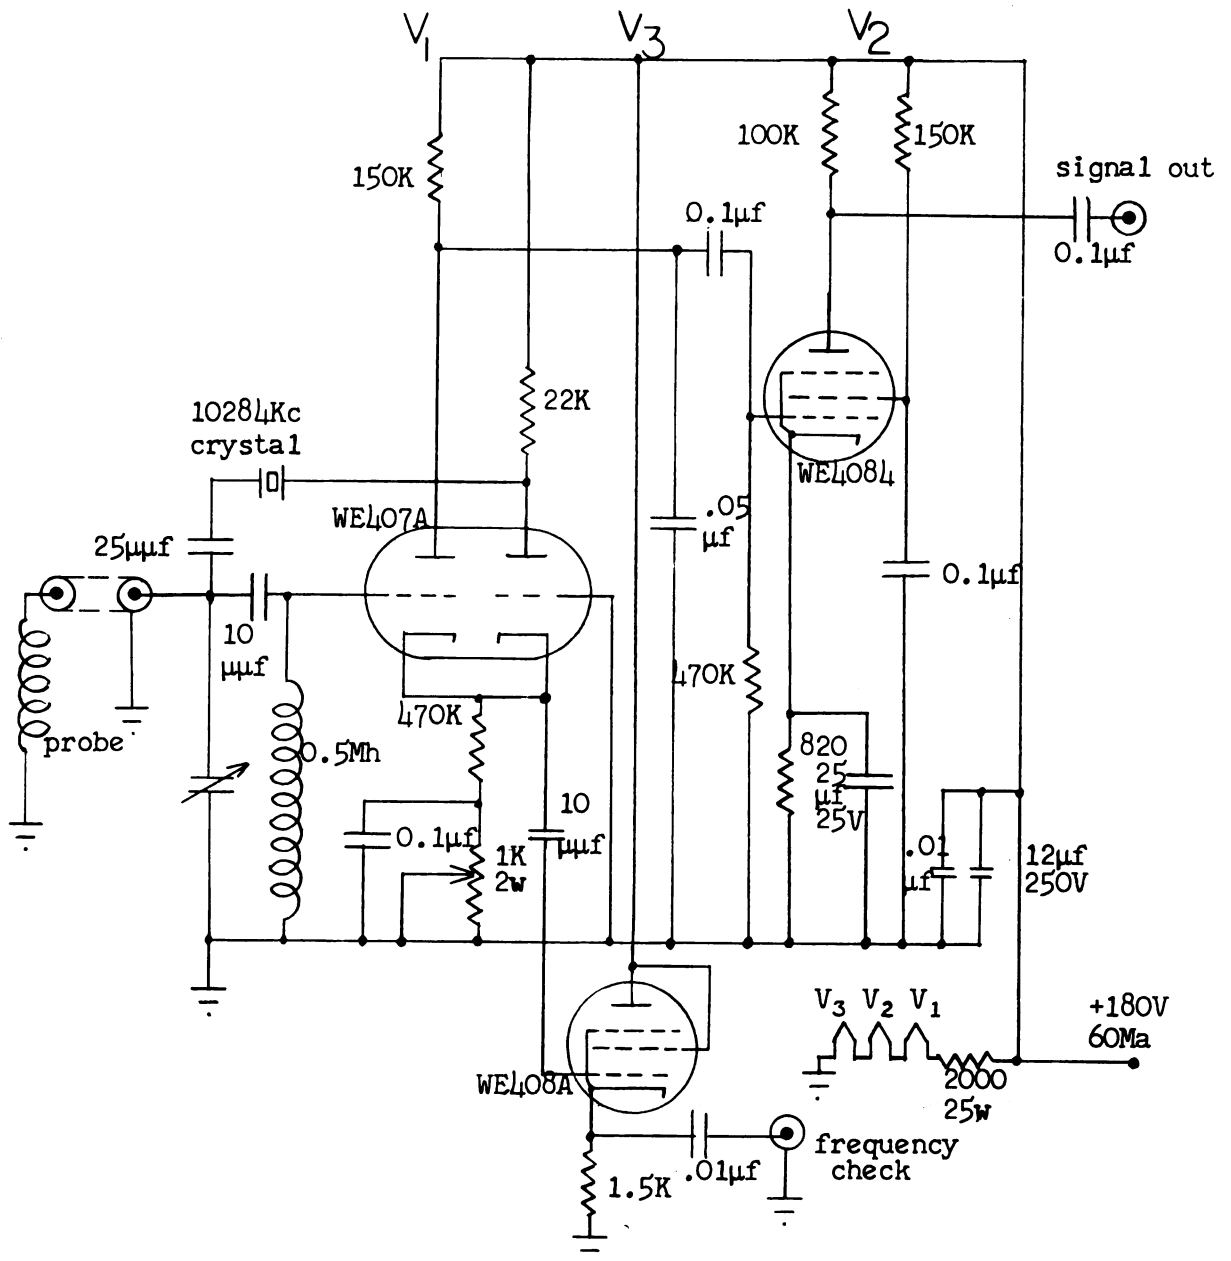 V1
V3
V2
100K
150K
150K
signal out
0.1μf
0.1μf
22K
10284Kc
crystal
WE4084
WE407A
.05
μf
25μμf
0.1μf
10
μμf
470K
470K
probe
0.5Mh
820
25
μf
25V
10
μμf
0.1μf
1K
2w
.01
μf
12μf
250V
V3 V2 V1
+180V
60Ma
WE408A
2000
25w
frequency
check
.01μf
1.5K